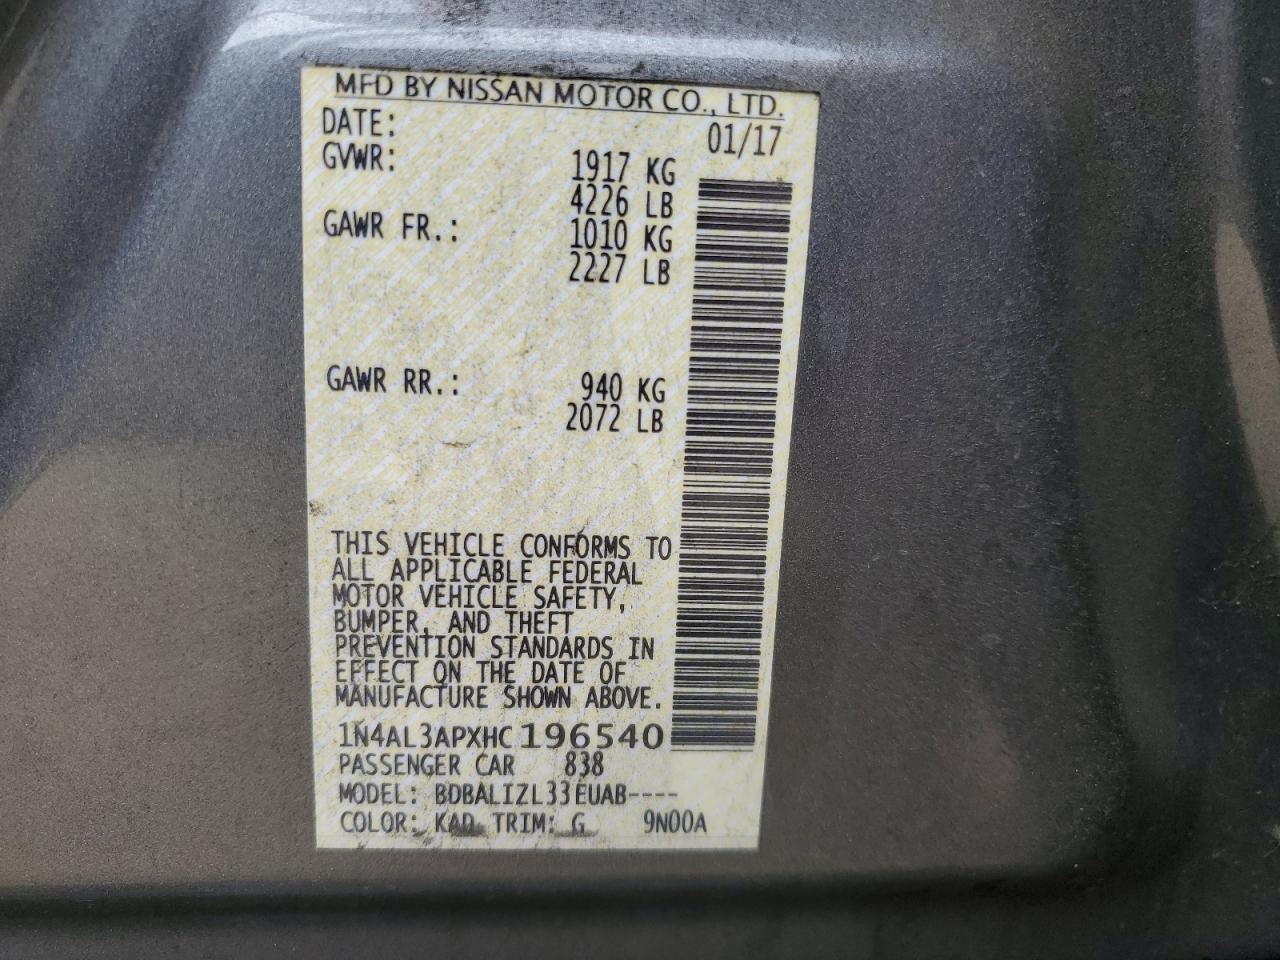 MFD BY NISSAN MOTOR CO., LTD.
DATE: 01/17
GVWR: 1917 KG
4226 LB
GAWR FR.: 1010 KG
2227 LB
GAWR RR.: 940 KG
2072 LB
THIS VEHICLE CONFORMS TO
ALL APPLICABLE FEDERAL
MOTOR VEHICLE SAFETY,
BUMPER, AND THEFT
PREVENTION STANDARDS IN
EFFECT ON THE DATE OF
MANUFACTURE SHOWN ABOVE.
1N4AL3APXHC196540
PASSENGER CAR 838
MODEL: BDBALIZL33EUAB----
COLOR: KAD TRIM: G 9N00A